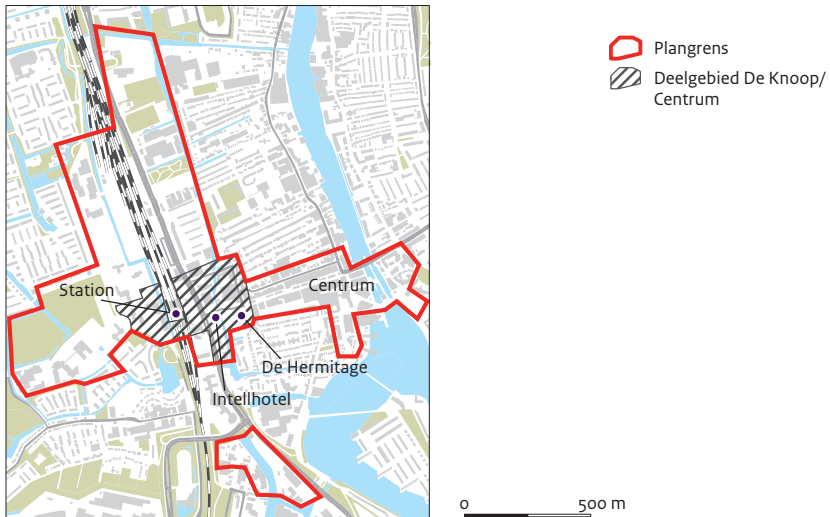 Plangrens
Deelgebied De Knoop/
Centrum
Station
Centrum
De Hermitage
Intellhotel
0 500 m